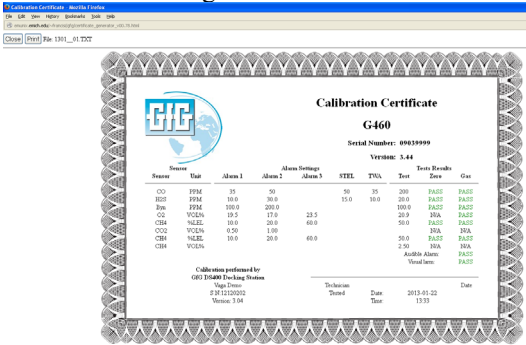 Calibration Certificate - Mozilla Firefox
File Edit View History Bookmarks Tools Help
Close Print File: 1301__01.TXT
GfG
Calibration Certificate
G460
Serial Number: 09039999
Version: 3.44
Sensor Alarm Settings Tests Results
Sensor Unit Alarm 1 Alarm 2 Alarm 3 STEL TWA Test Zero Gas
CO PPM 35 50 50 35 200 PASS PASS
H2S PPM 10.0 30.0 15.0 10.0 20.0 PASS PASS
PPM 100.0 200.0 100.0 PASS PASS
O2 VOL% 19.5 17.0 23.5 20.9 N/A PASS
CH4 %LEL 10.0 20.0 60.0 50.0 PASS PASS
CO2 VOL% 0.50 1.00 N/A N/A
CH4 %LEL 10.0 20.0 60.0 50.0 PASS PASS
CH4 VOL% 2.50 N/A PASS
Audible Alarm: PASS
Visual PASS
Calibration performed by
GfG DS400 Docking Station
Demo
S.N.12120202
Version: 3.04
Technician Date
Tested Date: 2013-01-22
Time: 13:33